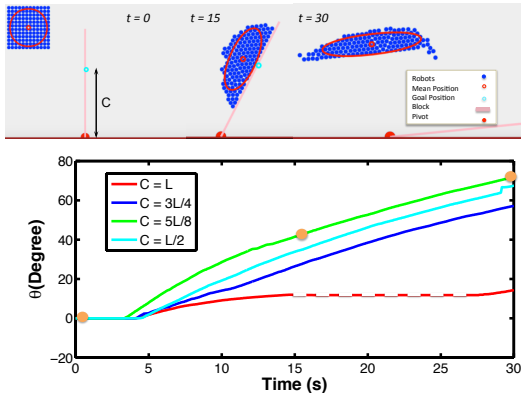 t = 0
t = 15
t = 30
C
Robots
Mean Position
Goal Position
Block
Pivot
80
60
40
20
0
−20
θ(Degree)
C = L
C = 3L/4
C = 5L/8
C = L/2
0
5
10
15
20
25
30
Time (s)